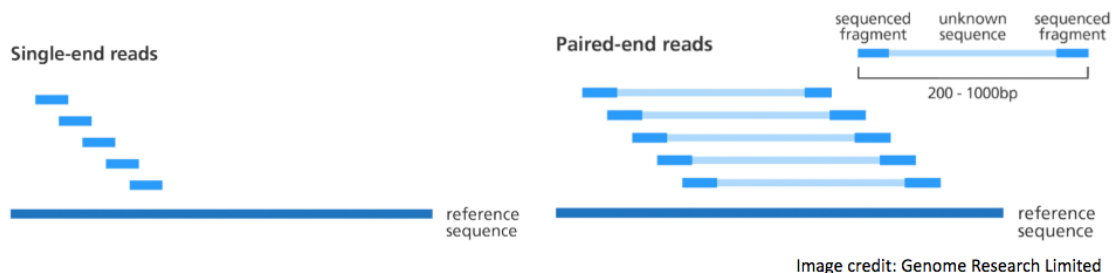 Single-end reads
reference
sequence
Paired-end reads
sequenced unknown sequenced
fragment sequence fragment
200 - 1000bp
reference
sequence
Image credit: Genome Research Limited